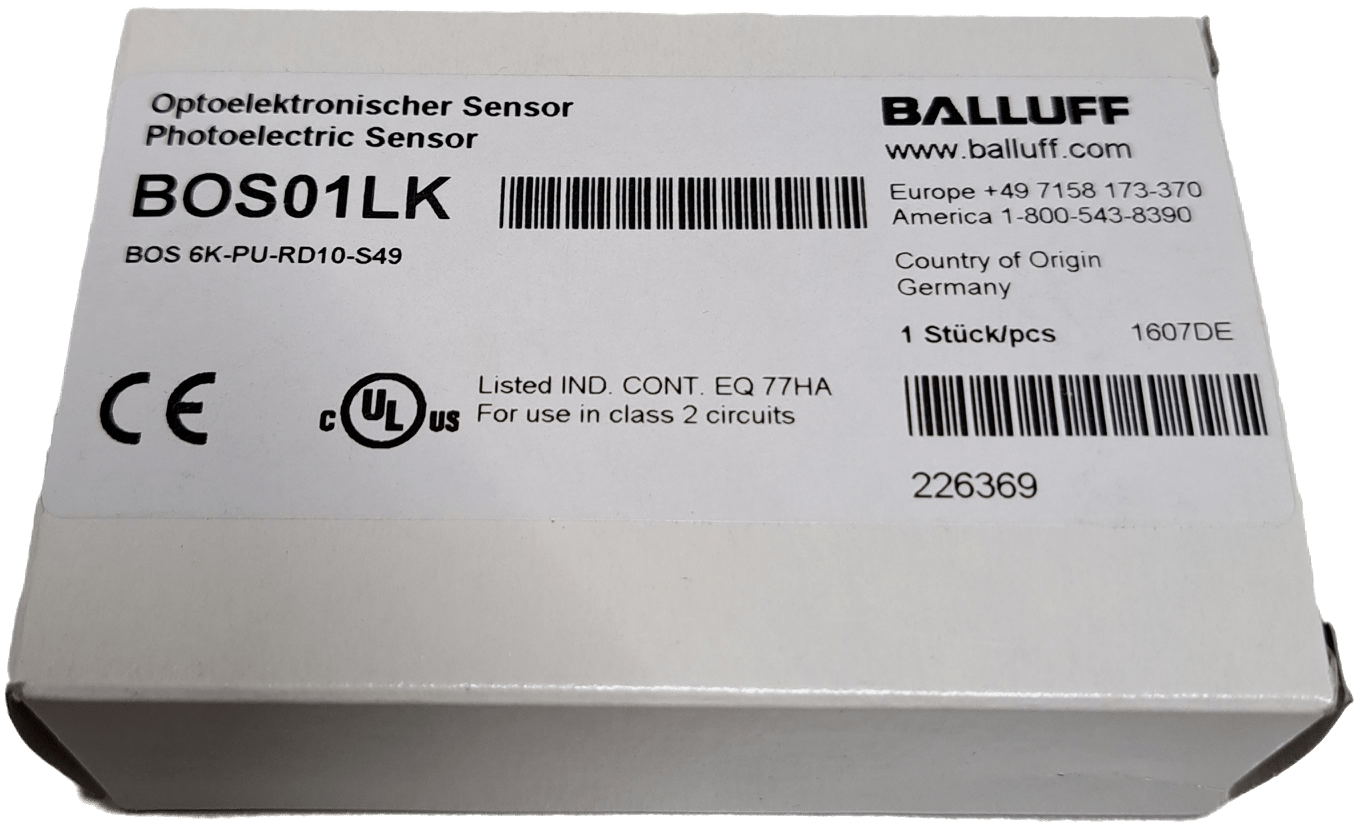 Optoelektronischer Sensor
Photoelectric Sensor
BOS01LK
BOS 6K-PU-RD10-S49
CE
c UL US
Listed IND. CONT. EQ 77HA
For use in class 2 circuits
BALLUFF
www.balluff.com
Europe +49 7158 173-370
America 1-800-543-8390
Country of Origin
Germany
1 Stück/pcs 1607DE
226369